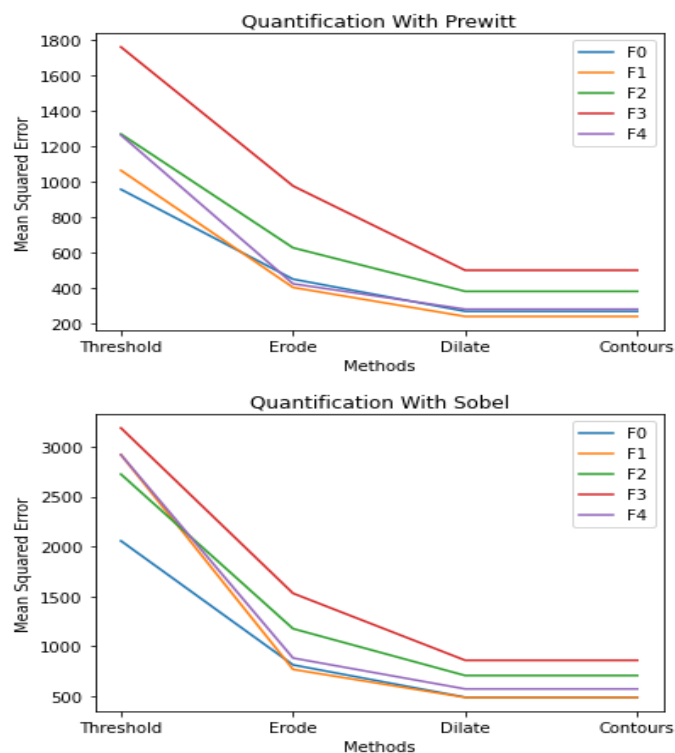 Quantification With Prewitt
Mean Squared Error
1800
1600
1400
1200
1000
800
600
400
200
F0
F1
F2
F3
F4
Threshold Erode Dilate Contours
Methods
Quantification With Sobel
Mean Squared Error
3000
2500
2000
1500
1000
500
F0
F1
F2
F3
F4
Threshold Erode Dilate Contours
Methods